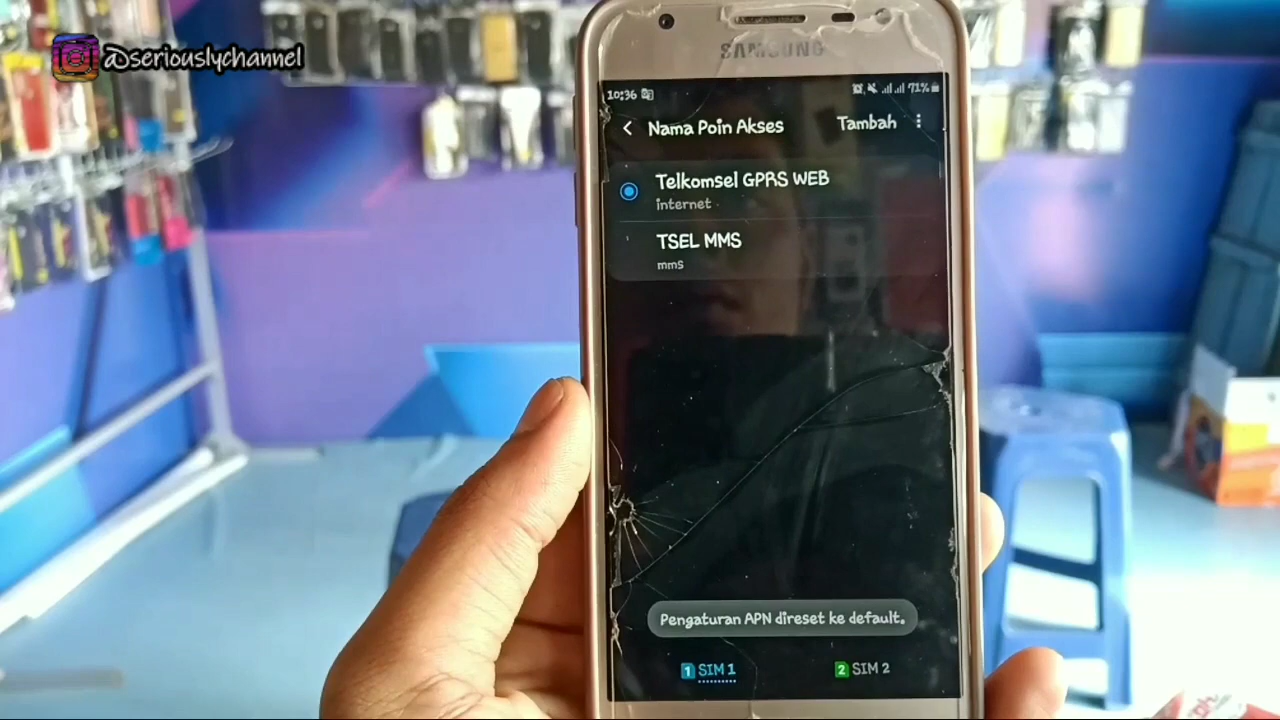 @seriouslychannel
SAMSUNG
10:36
71%
Nama Poin Akses
Tambah
Telkomsel GPRS WEB
internet
TSEL MMS
mms
Pengaturan APN direset ke default.
1 SIM 1
2 SIM 2